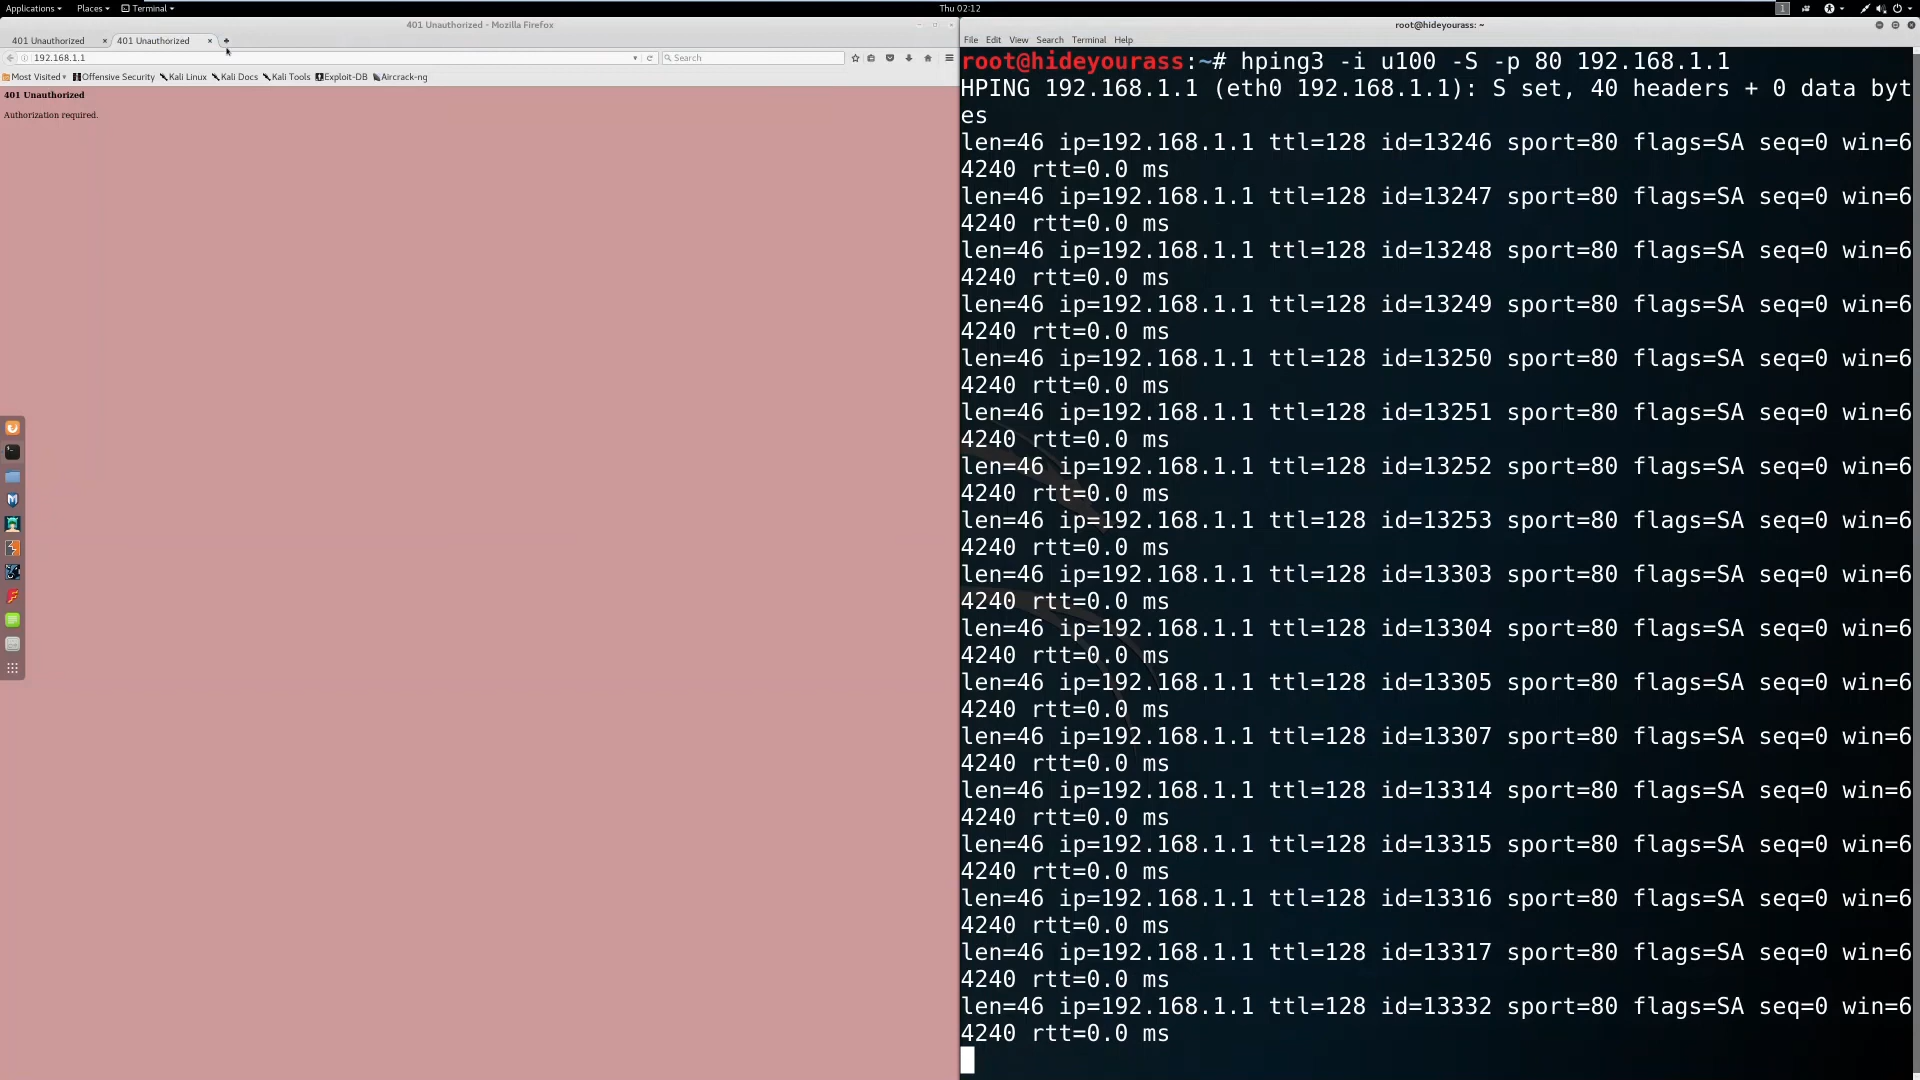 Applications Places Terminal Thu 02:12 1
401 Unauthorized - Mozilla Firefox
401 Unauthorized × 401 Unauthorized ×
192.168.1.1 Search
Most Visited Offensive Security Kali Linux Kali Docs Kali Tools Exploit-DB Aircrack-ng
401 Unauthorized
Authorization required.
root@hideyourass: ~
File Edit View Search Terminal Help
root@hideyourass:~# hping3 -i u100 -S -p 80 192.168.1.1
HPING 192.168.1.1 (eth0 192.168.1.1): S set, 40 headers + 0 data byt
es
len=46 ip=192.168.1.1 ttl=128 id=13246 sport=80 flags=SA seq=0 win=6
4240 rtt=0.0 ms
len=46 ip=192.168.1.1 ttl=128 id=13247 sport=80 flags=SA seq=0 win=6
4240 rtt=0.0 ms
len=46 ip=192.168.1.1 ttl=128 id=13248 sport=80 flags=SA seq=0 win=6
4240 rtt=0.0 ms
len=46 ip=192.168.1.1 ttl=128 id=13249 sport=80 flags=SA seq=0 win=6
4240 rtt=0.0 ms
len=46 ip=192.168.1.1 ttl=128 id=13250 sport=80 flags=SA seq=0 win=6
4240 rtt=0.0 ms
len=46 ip=192.168.1.1 ttl=128 id=13251 sport=80 flags=SA seq=0 win=6
4240 rtt=0.0 ms
len=46 ip=192.168.1.1 ttl=128 id=13252 sport=80 flags=SA seq=0 win=6
4240 rtt=0.0 ms
len=46 ip=192.168.1.1 ttl=128 id=13253 sport=80 flags=SA seq=0 win=6
4240 rtt=0.0 ms
len=46 ip=192.168.1.1 ttl=128 id=13303 sport=80 flags=SA seq=0 win=6
4240 rtt=0.0 ms
len=46 ip=192.168.1.1 ttl=128 id=13304 sport=80 flags=SA seq=0 win=6
4240 rtt=0.0 ms
len=46 ip=192.168.1.1 ttl=128 id=13305 sport=80 flags=SA seq=0 win=6
4240 rtt=0.0 ms
len=46 ip=192.168.1.1 ttl=128 id=13307 sport=80 flags=SA seq=0 win=6
4240 rtt=0.0 ms
len=46 ip=192.168.1.1 ttl=128 id=13314 sport=80 flags=SA seq=0 win=6
4240 rtt=0.0 ms
len=46 ip=192.168.1.1 ttl=128 id=13315 sport=80 flags=SA seq=0 win=6
4240 rtt=0.0 ms
len=46 ip=192.168.1.1 ttl=128 id=13316 sport=80 flags=SA seq=0 win=6
4240 rtt=0.0 ms
len=46 ip=192.168.1.1 ttl=128 id=13317 sport=80 flags=SA seq=0 win=6
4240 rtt=0.0 ms
len=46 ip=192.168.1.1 ttl=128 id=13332 sport=80 flags=SA seq=0 win=6
4240 rtt=0.0 ms